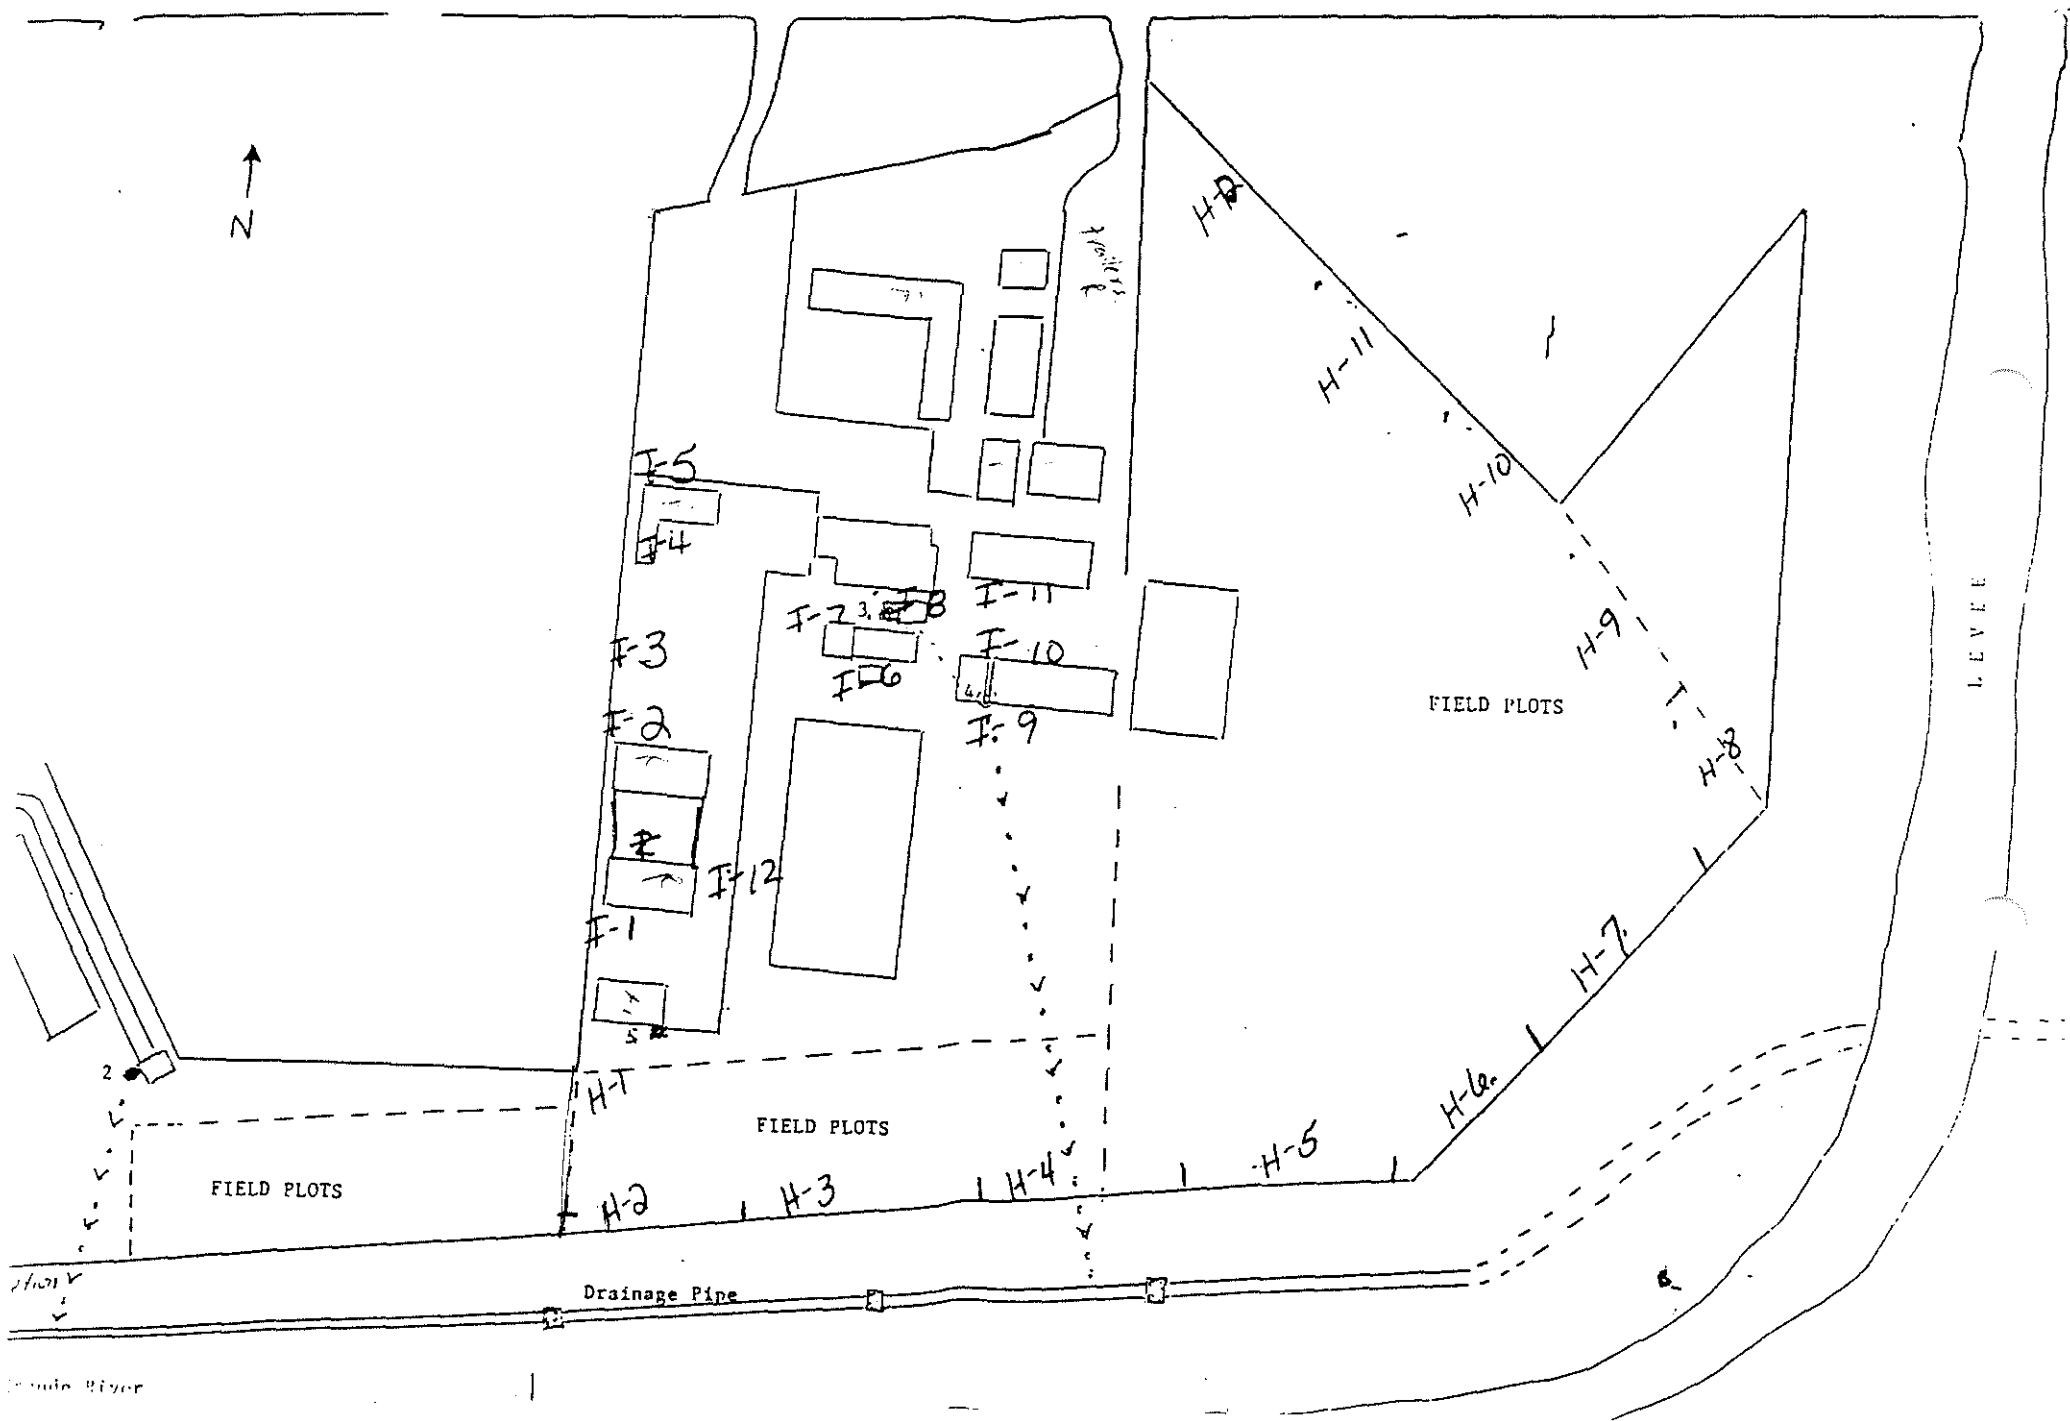 N
H-12
H-11
I-5
H-10
I-4
LEVEE
I-7
3.
I-8
I-11
H-9
I-3
I-10
I-6
4.
FIELD PLOTS
I-2
I-9
H-8
I-12
I-1
H-7
5
2
H-1
H-6
FIELD PLOTS
H-5
H-4
FIELD PLOTS
H-2
H-3
Drainage Pipe
River